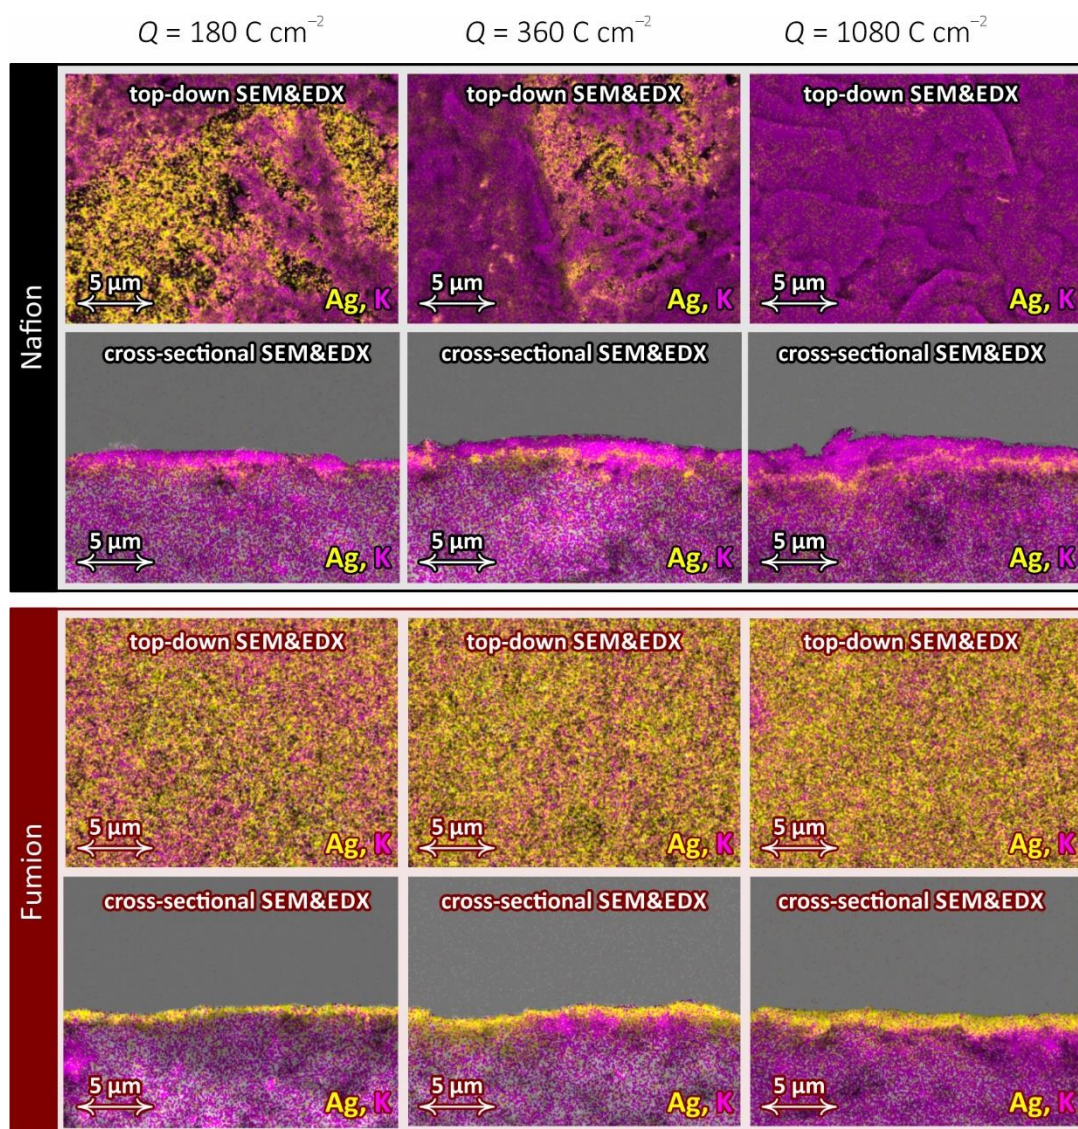 Q = 180 C cm⁻² Q = 360 C cm⁻² Q = 1080 C cm⁻²
Nafion
top-down SEM&EDX top-down SEM&EDX top-down SEM&EDX
5 µm Ag, K 5 µm Ag, K 5 µm Ag, K
cross-sectional SEM&EDX cross-sectional SEM&EDX cross-sectional SEM&EDX
5 µm Ag, K 5 µm Ag, K 5 µm Ag, K
Fumion
top-down SEM&EDX top-down SEM&EDX top-down SEM&EDX
5 µm Ag, K 5 µm Ag, K 5 µm Ag, K
cross-sectional SEM&EDX cross-sectional SEM&EDX cross-sectional SEM&EDX
5 µm Ag, K 5 µm Ag, K 5 µm Ag, K